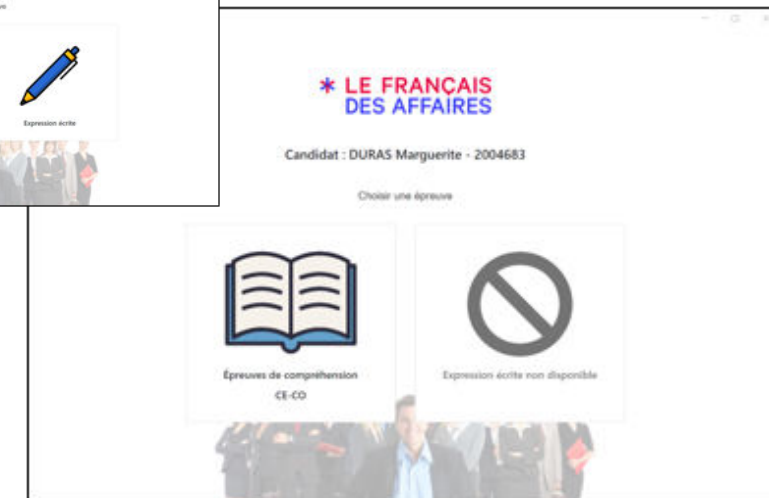 Expression écrite
* LE FRANÇAIS
DES AFFAIRES
Candidat : DURAS Marguerite - 2004683
Choisir une épreuve
Épreuves de compréhension
CE-CO
Expression écrite non disponible